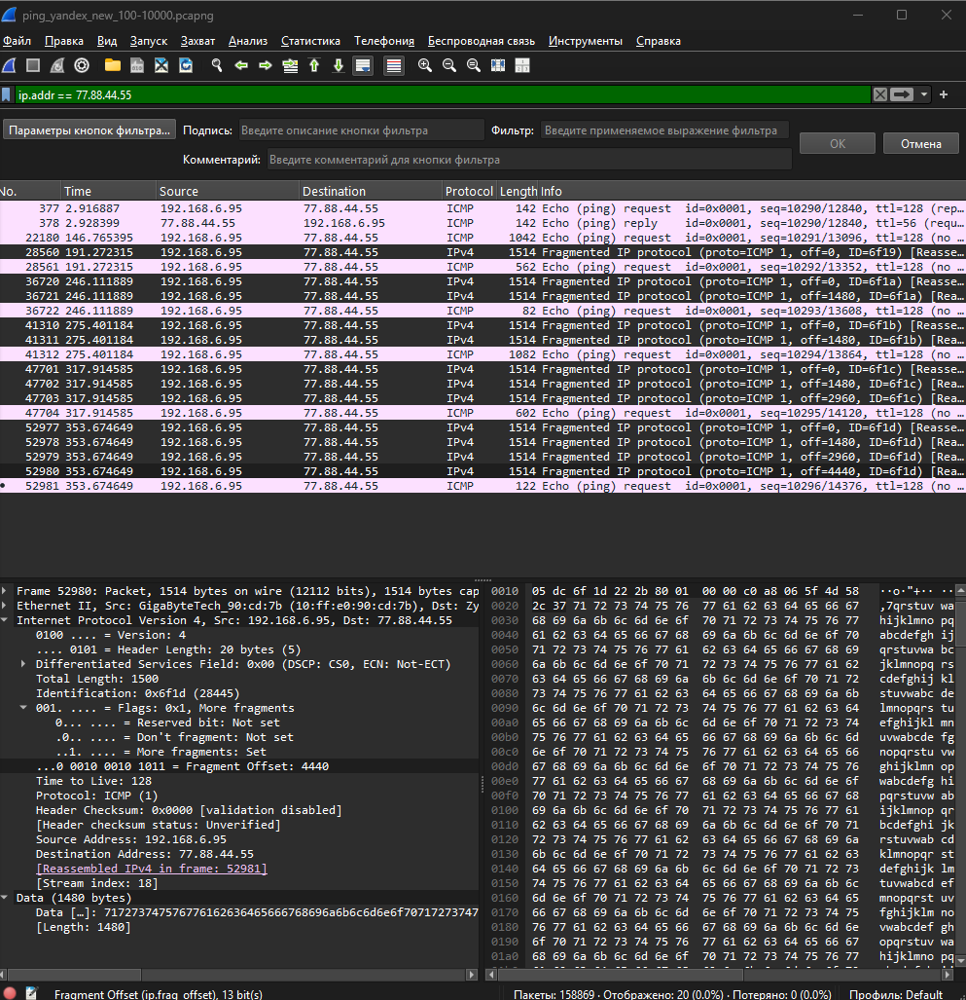 ping_yandex_new_100-10000.pcapng
Файл Правка Вид Запуск Захват Анализ Статистика Телефония Беспроводная связь Инструменты Справка
ip.addr == 77.88.44.55
Параметры кнопок фильтра... Подпись: Введите описание кнопки фильтра Фильтр: Введите применяемое выражение фильтра
Комментарий: Введите комментарий для кнопки фильтра
OK Отмена
No. Time Source Destination Protocol Length Info
377 2.916887 192.168.6.95 77.88.44.55 ICMP 142 Echo (ping) request id=0x0001, seq=10290/12840, ttl=128 (rep…
378 2.928399 77.88.44.55 192.168.6.95 ICMP 142 Echo (ping) reply id=0x0001, seq=10290/12840, ttl=56 (requ…
22180 146.765395 192.168.6.95 77.88.44.55 ICMP 1042 Echo (ping) request id=0x0001, seq=10291/13096, ttl=128 (no …
28560 191.272315 192.168.6.95 77.88.44.55 IPv4 1514 Fragmented IP protocol (proto=ICMP 1, off=0, ID=6f19) [Reasse…
28561 191.272315 192.168.6.95 77.88.44.55 ICMP 562 Echo (ping) request id=0x0001, seq=10292/13352, ttl=128 (no …
36720 246.111889 192.168.6.95 77.88.44.55 IPv4 1514 Fragmented IP protocol (proto=ICMP 1, off=0, ID=6f1a) [Reasse…
36721 246.111889 192.168.6.95 77.88.44.55 IPv4 1514 Fragmented IP protocol (proto=ICMP 1, off=1480, ID=6f1a) [Rea…
36722 246.111889 192.168.6.95 77.88.44.55 ICMP 82 Echo (ping) request id=0x0001, seq=10293/13608, ttl=128 (no …
41310 275.401184 192.168.6.95 77.88.44.55 IPv4 1514 Fragmented IP protocol (proto=ICMP 1, off=0, ID=6f1b) [Reasse…
41311 275.401184 192.168.6.95 77.88.44.55 IPv4 1514 Fragmented IP protocol (proto=ICMP 1, off=1480, ID=6f1b) [Rea…
41312 275.401184 192.168.6.95 77.88.44.55 ICMP 1082 Echo (ping) request id=0x0001, seq=10294/13864, ttl=128 (no …
47701 317.914585 192.168.6.95 77.88.44.55 IPv4 1514 Fragmented IP protocol (proto=ICMP 1, off=0, ID=6f1c) [Reasse…
47702 317.914585 192.168.6.95 77.88.44.55 IPv4 1514 Fragmented IP protocol (proto=ICMP 1, off=1480, ID=6f1c) [Rea…
47703 317.914585 192.168.6.95 77.88.44.55 IPv4 1514 Fragmented IP protocol (proto=ICMP 1, off=2960, ID=6f1c) [Rea…
47704 317.914585 192.168.6.95 77.88.44.55 ICMP 602 Echo (ping) request id=0x0001, seq=10295/14120, ttl=128 (no …
52977 353.674649 192.168.6.95 77.88.44.55 IPv4 1514 Fragmented IP protocol (proto=ICMP 1, off=0, ID=6f1d) [Reasse…
52978 353.674649 192.168.6.95 77.88.44.55 IPv4 1514 Fragmented IP protocol (proto=ICMP 1, off=1480, ID=6f1d) [Rea…
52979 353.674649 192.168.6.95 77.88.44.55 IPv4 1514 Fragmented IP protocol (proto=ICMP 1, off=2960, ID=6f1d) [Rea…
52980 353.674649 192.168.6.95 77.88.44.55 IPv4 1514 Fragmented IP protocol (proto=ICMP 1, off=4440, ID=6f1d) [Rea…
52981 353.674649 192.168.6.95 77.88.44.55 ICMP 122 Echo (ping) request id=0x0001, seq=10296/14376, ttl=128 (no …
Frame 52980: Packet, 1514 bytes on wire (12112 bits), 1514 bytes cap
Ethernet II, Src: GigaByteTech_90:cd:7b (10:ff:e0:90:cd:7b), Dst: Zy
Internet Protocol Version 4, Src: 192.168.6.95, Dst: 77.88.44.55
0100 .... = Version: 4
.... 0101 = Header Length: 20 bytes (5)
Differentiated Services Field: 0x00 (DSCP: CS0, ECN: Not-ECT)
Total Length: 1500
Identification: 0x6f1d (28445)
001. .... = Flags: 0x1, More fragments
0... .... = Reserved bit: Not set
.0.. .... = Don't fragment: Not set
..1. .... = More fragments: Set
...0 0010 0010 1011 = Fragment Offset: 4440
Time to Live: 128
Protocol: ICMP (1)
Header Checksum: 0x0000 [validation disabled]
[Header checksum status: Unverified]
Source Address: 192.168.6.95
Destination Address: 77.88.44.55
[Reassembled IPv4 in frame: 52981]
[Stream index: 18]
Data (1480 bytes)
Data […]: 717273747576776162636465666768696a6b6c6d6e6f70717273747
[Length: 1480]
0010 05 dc 6f 1d 22 2b 80 01 00 00 c0 a8 06 5f 4d 58
0020 2c 37 71 72 73 74 75 76 77 61 62 63 64 65 66 67 ,7qrstuv wa
0030 68 69 6a 6b 6c 6d 6e 6f 70 71 72 73 74 75 76 77 hijklmno pq
0040 61 62 63 64 65 66 67 68 69 6a 6b 6c 6d 6e 6f 70 abcdefgh ij
0050 71 72 73 74 75 76 77 61 62 63 64 65 66 67 68 69 qrstuvwa bc
0060 6a 6b 6c 6d 6e 6f 70 71 72 73 74 75 76 77 61 62 jklmnopq rs
0070 63 64 65 66 67 68 69 6a 6b 6c 6d 6e 6f 70 71 72 cdefghij kl
0080 73 74 75 76 77 61 62 63 64 65 66 67 68 69 6a 6b stuvwabc de
0090 6c 6d 6e 6f 70 71 72 73 74 75 76 77 61 62 63 64 lmnopqrs tu
00a0 65 66 67 68 69 6a 6b 6c 6d 6e 6f 70 71 72 73 74 efghijkl mn
00b0 75 76 77 61 62 63 64 65 66 67 68 69 6a 6b 6c 6d uvwabcde fg
00c0 6e 6f 70 71 72 73 74 75 76 77 61 62 63 64 65 66 nopqrstu vw
00d0 67 68 69 6a 6b 6c 6d 6e 6f 70 71 72 73 74 75 76 ghijklmn op
00e0 77 61 62 63 64 65 66 67 68 69 6a 6b 6c 6d 6e 6f wabcdefg hi
00f0 70 71 72 73 74 75 76 77 61 62 63 64 65 66 67 68 pqrstuvw ab
0100 69 6a 6b 6c 6d 6e 6f 70 71 72 73 74 75 76 77 61 ijklmnop qr
0110 62 63 64 65 66 67 68 69 6a 6b 6c 6d 6e 6f 70 71 bcdefghi jk
0120 72 73 74 75 76 77 61 62 63 64 65 66 67 68 69 6a rstuvwab cd
0130 6b 6c 6d 6e 6f 70 71 72 73 74 75 76 77 61 62 63 klmnopqr st
0140 64 65 66 67 68 69 6a 6b 6c 6d 6e 6f 70 71 72 73 defghijk lm
0150 74 75 76 77 61 62 63 64 65 66 67 68 69 6a 6b 6c tuvwabcd ef
0160 6d 6e 6f 70 71 72 73 74 75 76 77 61 62 63 64 65 mnopqrst uv
0170 66 67 68 69 6a 6b 6c 6d 6e 6f 70 71 72 73 74 75 fghijklm no
0180 76 77 61 62 63 64 65 66 67 68 69 6a 6b 6c 6d 6e vwabcdef gh
0190 6f 70 71 72 73 74 75 76 77 61 62 63 64 65 66 67 opqrstuv wa
01a0 68 69 6a 6b 6c 6d 6e 6f 70 71 72 73 74 75 76 77 hijklmno pq
Fragment Offset (ip.frag_offset), 13 bit(s) Пакеты: 158869 · Отображено: 20 (0.0%) · Потеряно: 0 (0.0%) Профиль: Default